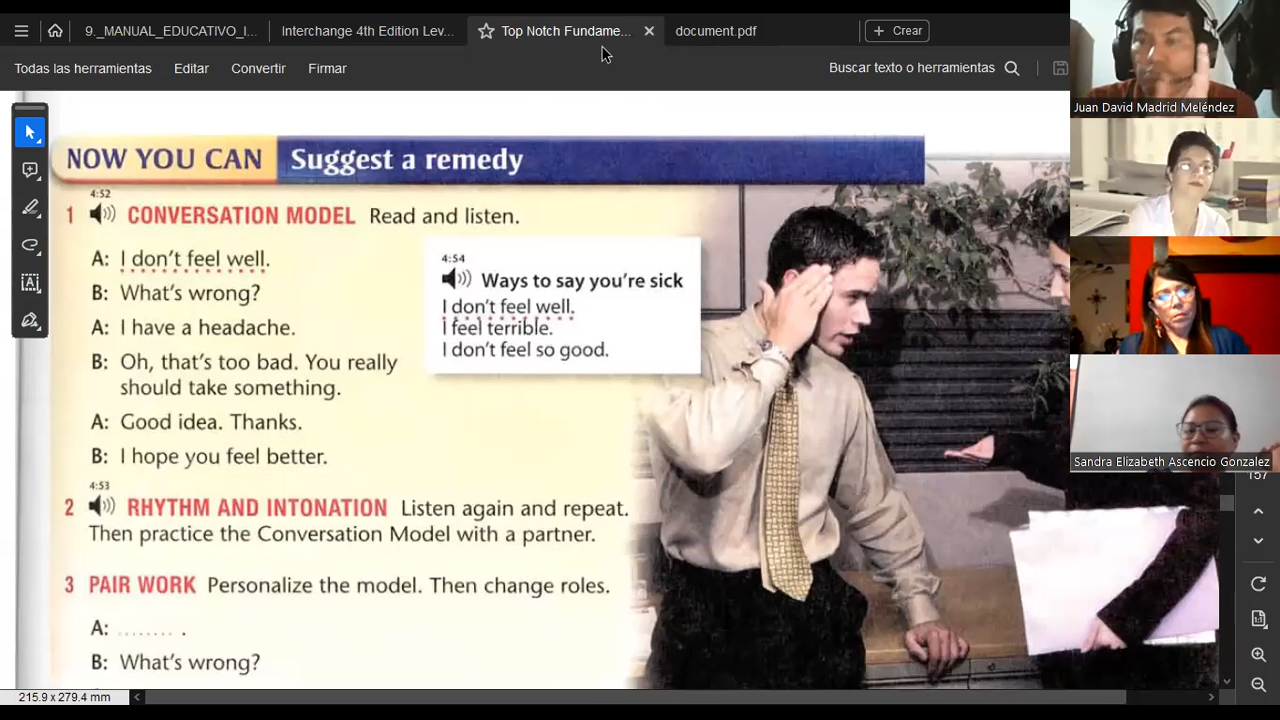 9._MANUAL_EDUCATIVO_I...
Interchange 4th Edition Lev...
Top Notch Fundame...
document.pdf
Crear
Todas las herramientas
Editar
Convertir
Firmar
Buscar texto o herramientas
Juan David Madrid Meléndez
NOW YOU CAN Suggest a remedy
4:52
1 CONVERSATION MODEL Read and listen.
A: I don't feel well.
B: What's wrong?
A: I have a headache.
B: Oh, that's too bad. You really
should take something.
A: Good idea. Thanks.
B: I hope you feel better.
4:54
Ways to say you're sick
I don't feel well.
I feel terrible.
I don't feel so good.
4:53
2 RHYTHM AND INTONATION Listen again and repeat.
Then practice the Conversation Model with a partner.
3 PAIR WORK Personalize the model. Then change roles.
A: ........ .
B: What's wrong?
Sandra Elizabeth Ascencio Gonzalez
157
1:1
215.9 x 279.4 mm